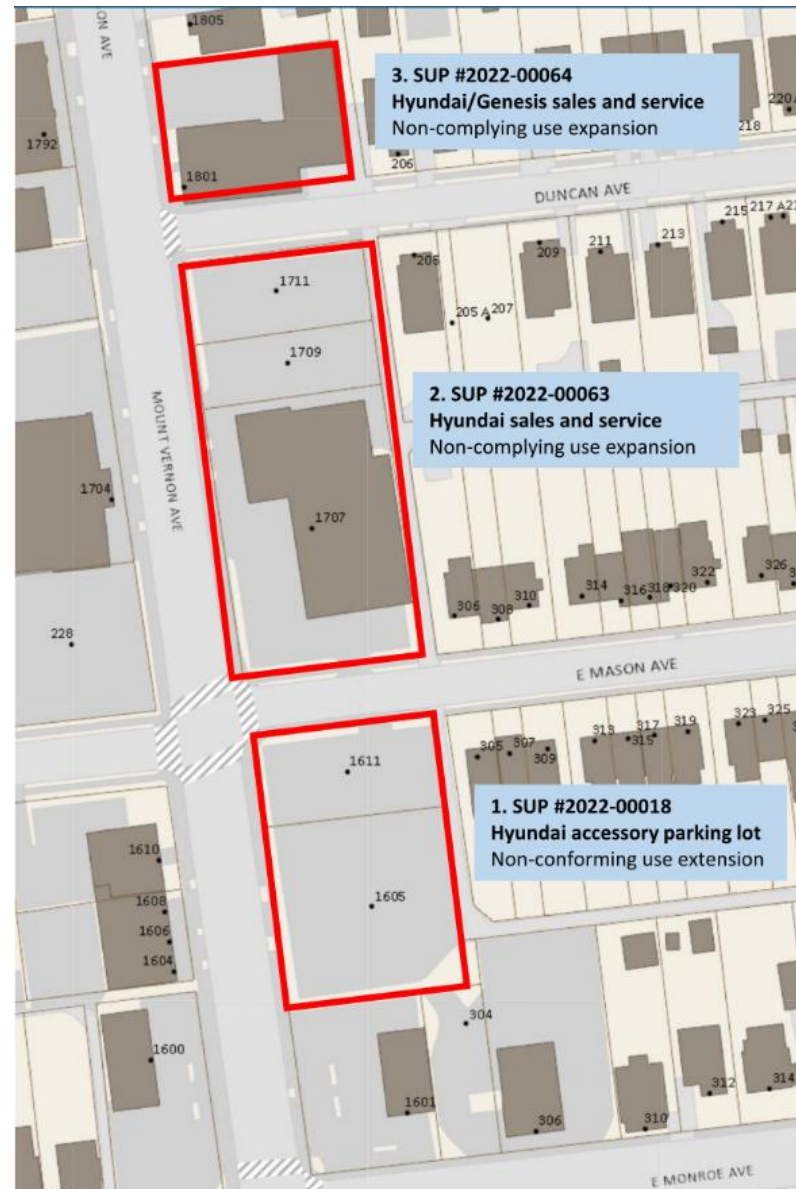 ON AVE
1805
1792
3. SUP #2022-00064
Hyundai/Genesis sales and service
Non-complying use expansion
220 A
218
206
1801
DUNCAN AVE
1711
209
211
213
215
217 A
205 A
207
1709
MOUNT VERNON AVE
2. SUP #2022-00063
Hyundai sales and service
Non-complying use expansion
1704
1707
228
306
308
310
314
316
318
320
322
326
E MASON AVE
1611
305
307
309
313
315
317
319
323
325
1. SUP #2022-00018
Hyundai accessory parking lot
Non-conforming use extension
1610
1608
1606
1604
1605
1600
304
1601
306
310
312
314
E MONROE AVE